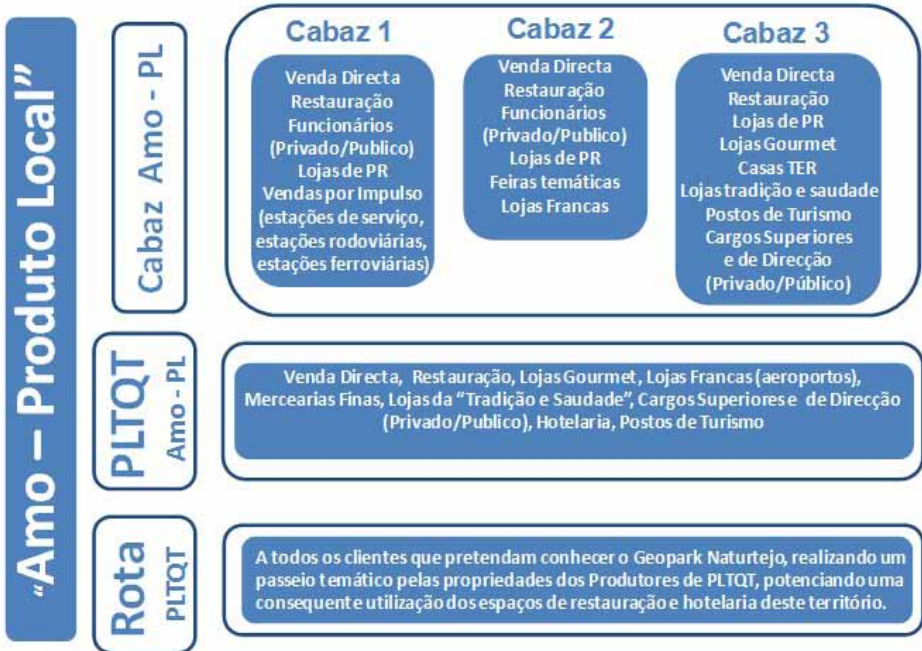 "Amo – Produto Local"
Cabaz Amo - PL
Cabaz 1
Venda Directa
Restauração
Funcionários
(Privado/Publico)
Lojas de PR
Vendas por Impulso
(estações de serviço,
estações rodoviárias,
estações ferroviárias)
Cabaz 2
Venda Directa
Restauração
Funcionários
(Privado/Publico)
Lojas de PR
Feiras temáticas
Lojas Francas
Cabaz 3
Venda Directa
Restauração
Lojas de PR
Lojas Gourmet
Casas TER
Lojas tradição e saudade
Postos de Turismo
Cargos Superiores
e de Direcção
(Privado/Público)
PLTQT
Amo - PL
Venda Directa, Restauração, Lojas Gourmet, Lojas Francas (aeroportos),
Mercearias Finas, Lojas da "Tradição e Saudade", Cargos Superiores e de Direcção
(Privado/Publico), Hotelaria, Postos de Turismo
Rota
PLTQT
A todos os clientes que pretendam conhecer o Geopark Naturtejo, realizando um
passeio temático pelas propriedades dos Produtores de PLTQT, potenciando uma
consequente utilização dos espaços de restauração e hotelaria deste território.